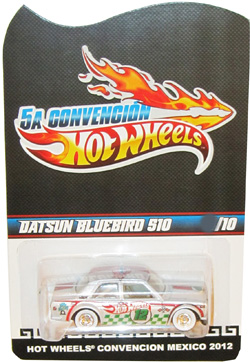 5A CONVENCIÓN
HOT WHEELS
DATSUN BLUEBIRD 510 /10
HOT WHEELS® CONVENCION MEXICO 2012